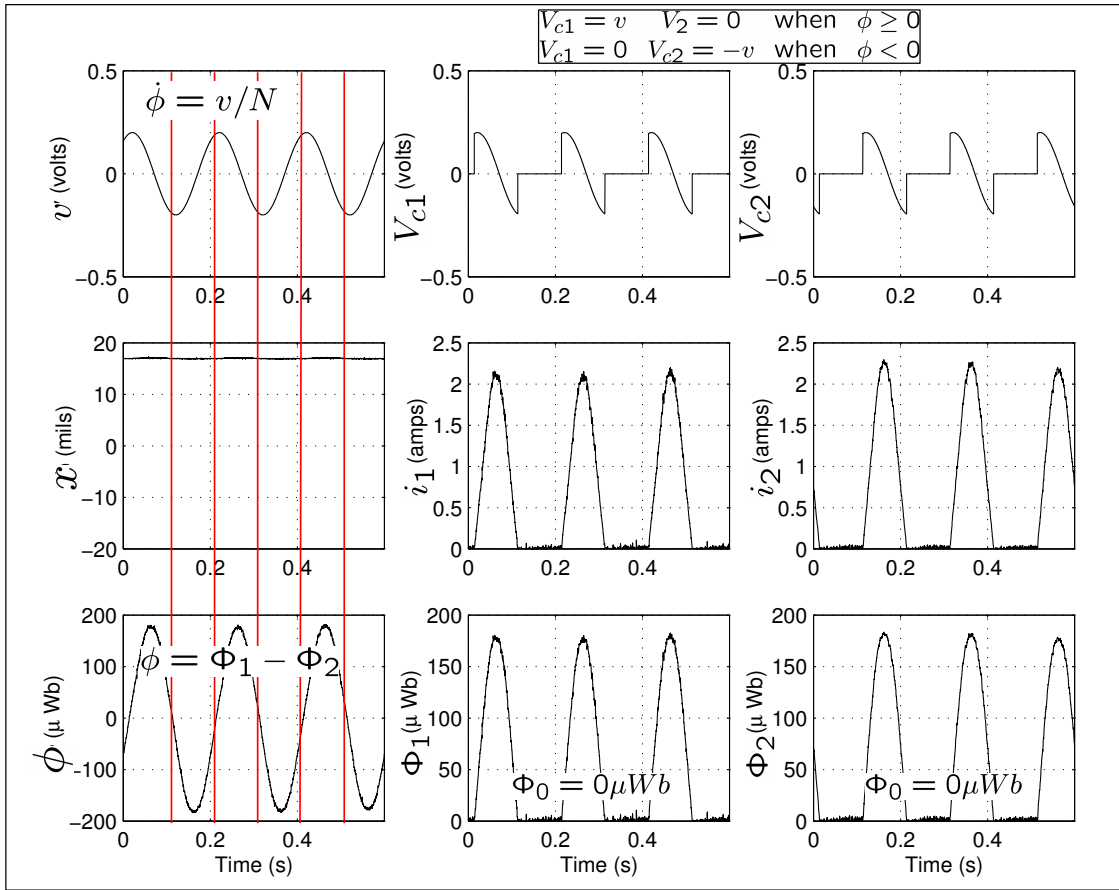 V_{c1} = v V_2 = 0 when ϕ ≥ 0
V_{c1} = 0 V_{c2} = −v when ϕ < 0
0.5
0
−0.5
v (volts)
ϕ̇ = v/N
0 0.2 0.4
0.5
0
−0.5
V_{c1} (volts)
0 0.2 0.4
0.5
0
−0.5
V_{c2} (volts)
0 0.2 0.4
20
10
0
−10
−20
x (mils)
0 0.2 0.4
2.5
2
1.5
1
0.5
0
i_1 (amps)
0 0.2 0.4
2.5
2
1.5
1
0.5
0
i_2 (amps)
0 0.2 0.4
200
100
0
-100
-200
ϕ (μ Wb)
ϕ = Φ_1 − Φ_2
0 0.2 0.4
Time (s)
200
150
100
50
0
Φ_1 (μ Wb)
Φ_0 = 0μWb
0 0.2 0.4
Time (s)
200
150
100
50
0
Φ_2 (μ Wb)
Φ_0 = 0μWb
0 0.2 0.4
Time (s)